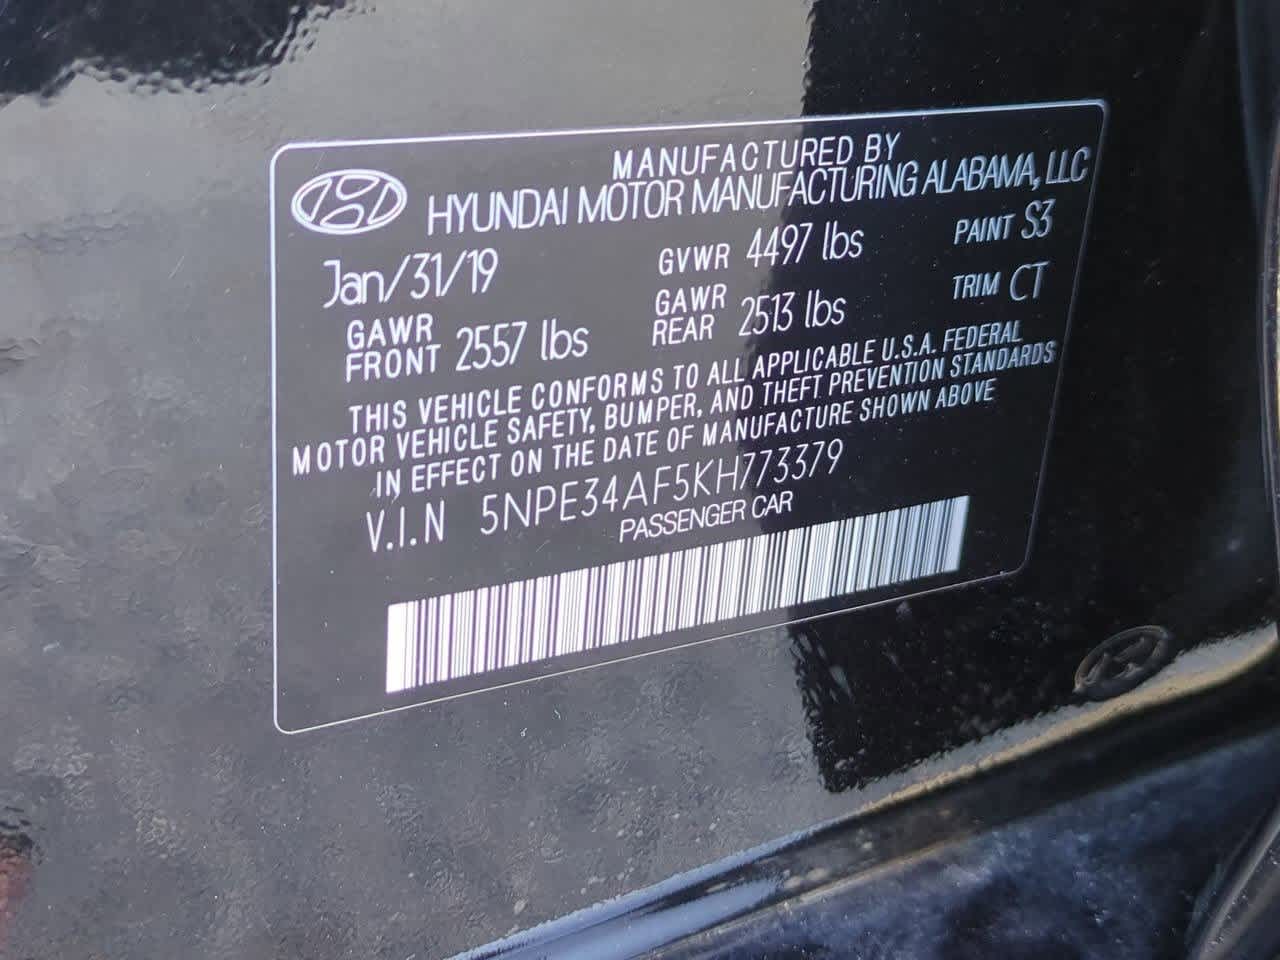 MANUFACTURED BY
HYUNDAI MOTOR MANUFACTURING ALABAMA, LLC
Jan/31/19 GVWR 4497 lbs PAINT S3
GAWR FRONT 2557 lbs GAWR REAR 2513 lbs TRIM CT
THIS VEHICLE CONFORMS TO ALL APPLICABLE U.S.A. FEDERAL
MOTOR VEHICLE SAFETY, BUMPER, AND THEFT PREVENTION STANDARDS
IN EFFECT ON THE DATE OF MANUFACTURE SHOWN ABOVE
V.I.N 5NPE34AF5KH773379
PASSENGER CAR